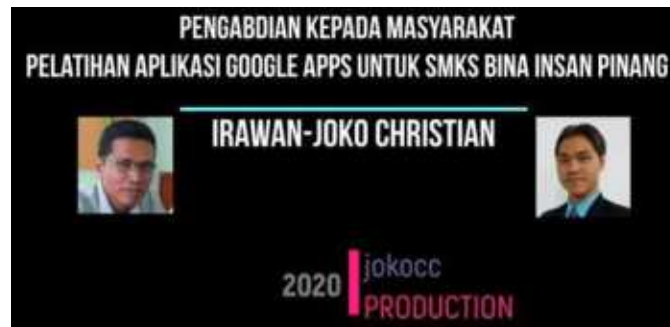 PENGABDIAN KEPADA MASYARAKAT
PELATIHAN APLIKASI GOOGLE APPS UNTUK SMKS BINA INSAN PINANG
IRAWAN-JOKO CHRISTIAN
2020
jokocc
PRODUCTION